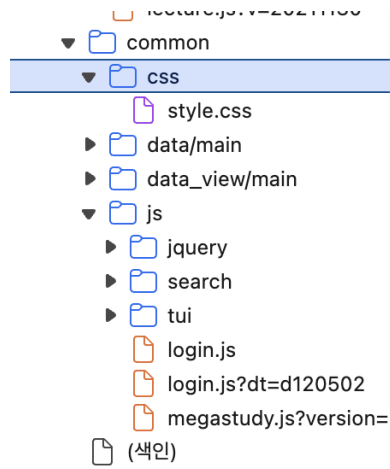 common
css
style.css
data/main
data_view/main
js
jquery
search
tui
login.js
login.js?dt=d120502
megastudy.js?version=
(색인)